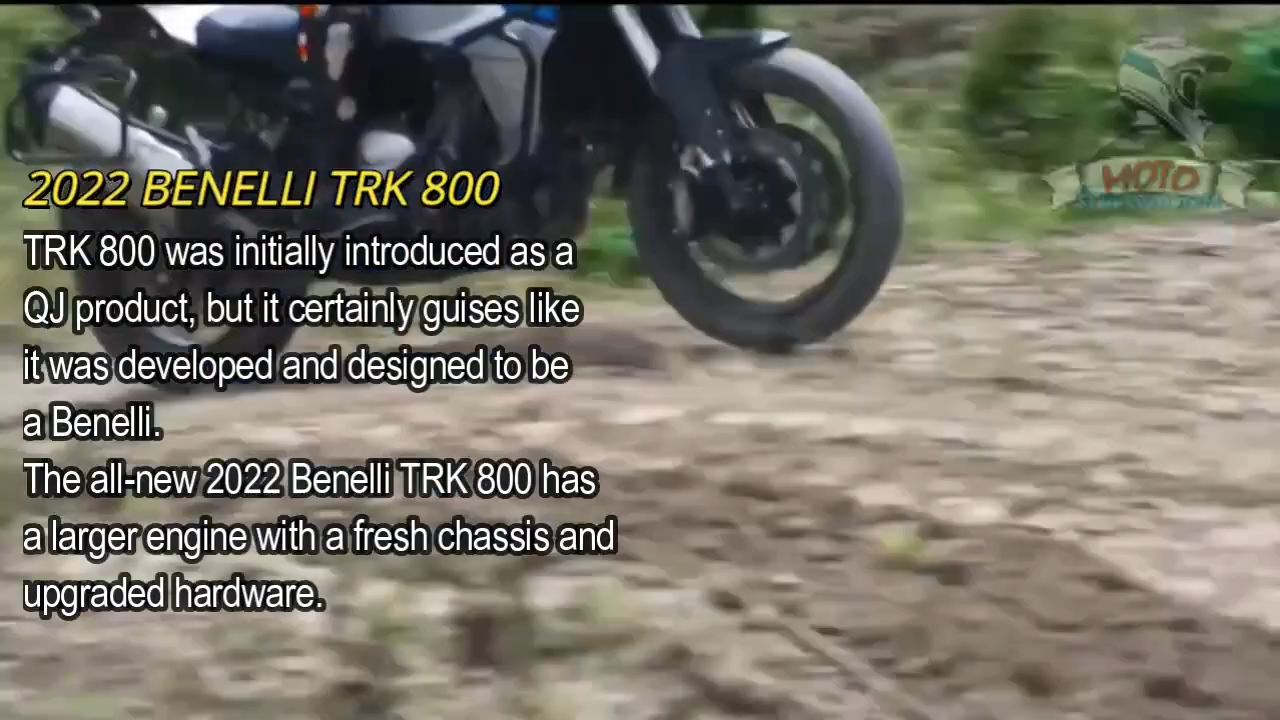 MOTO
2022 BENELLI TRK 800
TRK 800 was initially introduced as a
QJ product, but it certainly guises like
it was developed and designed to be
a Benelli.
The all-new 2022 Benelli TRK 800 has
a larger engine with a fresh chassis and
upgraded hardware.